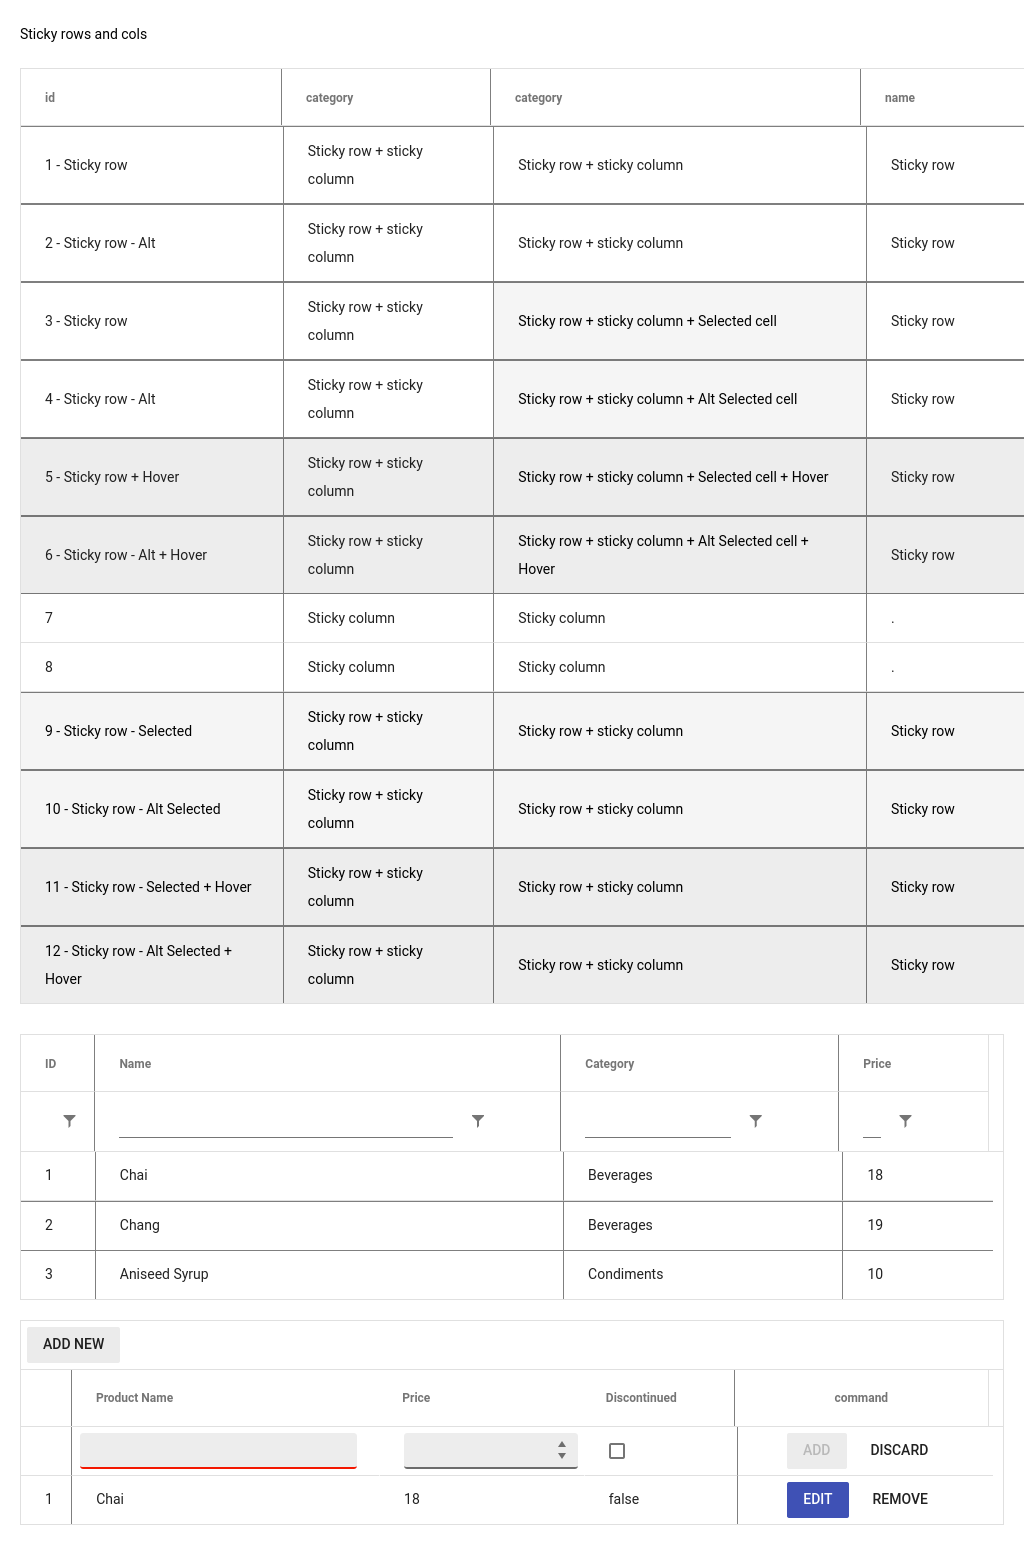 Sticky rows and cols
id category category name
1 - Sticky row Sticky row + sticky column Sticky row + sticky column Sticky row
2 - Sticky row - Alt Sticky row + sticky column Sticky row + sticky column Sticky row
3 - Sticky row Sticky row + sticky column Sticky row + sticky column + Selected cell Sticky row
4 - Sticky row - Alt Sticky row + sticky column Sticky row + sticky column + Alt Selected cell Sticky row
5 - Sticky row + Hover Sticky row + sticky column Sticky row + sticky column + Selected cell + Hover Sticky row
6 - Sticky row - Alt + Hover Sticky row + sticky column Sticky row + sticky column + Alt Selected cell + Hover Sticky row
7 Sticky column Sticky column .
8 Sticky column Sticky column .
9 - Sticky row - Selected Sticky row + sticky column Sticky row + sticky column Sticky row
10 - Sticky row - Alt Selected Sticky row + sticky column Sticky row + sticky column Sticky row
11 - Sticky row - Selected + Hover Sticky row + sticky column Sticky row + sticky column Sticky row
12 - Sticky row - Alt Selected + Hover Sticky row + sticky column Sticky row + sticky column Sticky row
ID Name Category Price
1 Chai Beverages 18
2 Chang Beverages 19
3 Aniseed Syrup Condiments 10
ADD NEW
Product Name Price Discontinued command
ADD DISCARD
1 Chai 18 false EDIT REMOVE